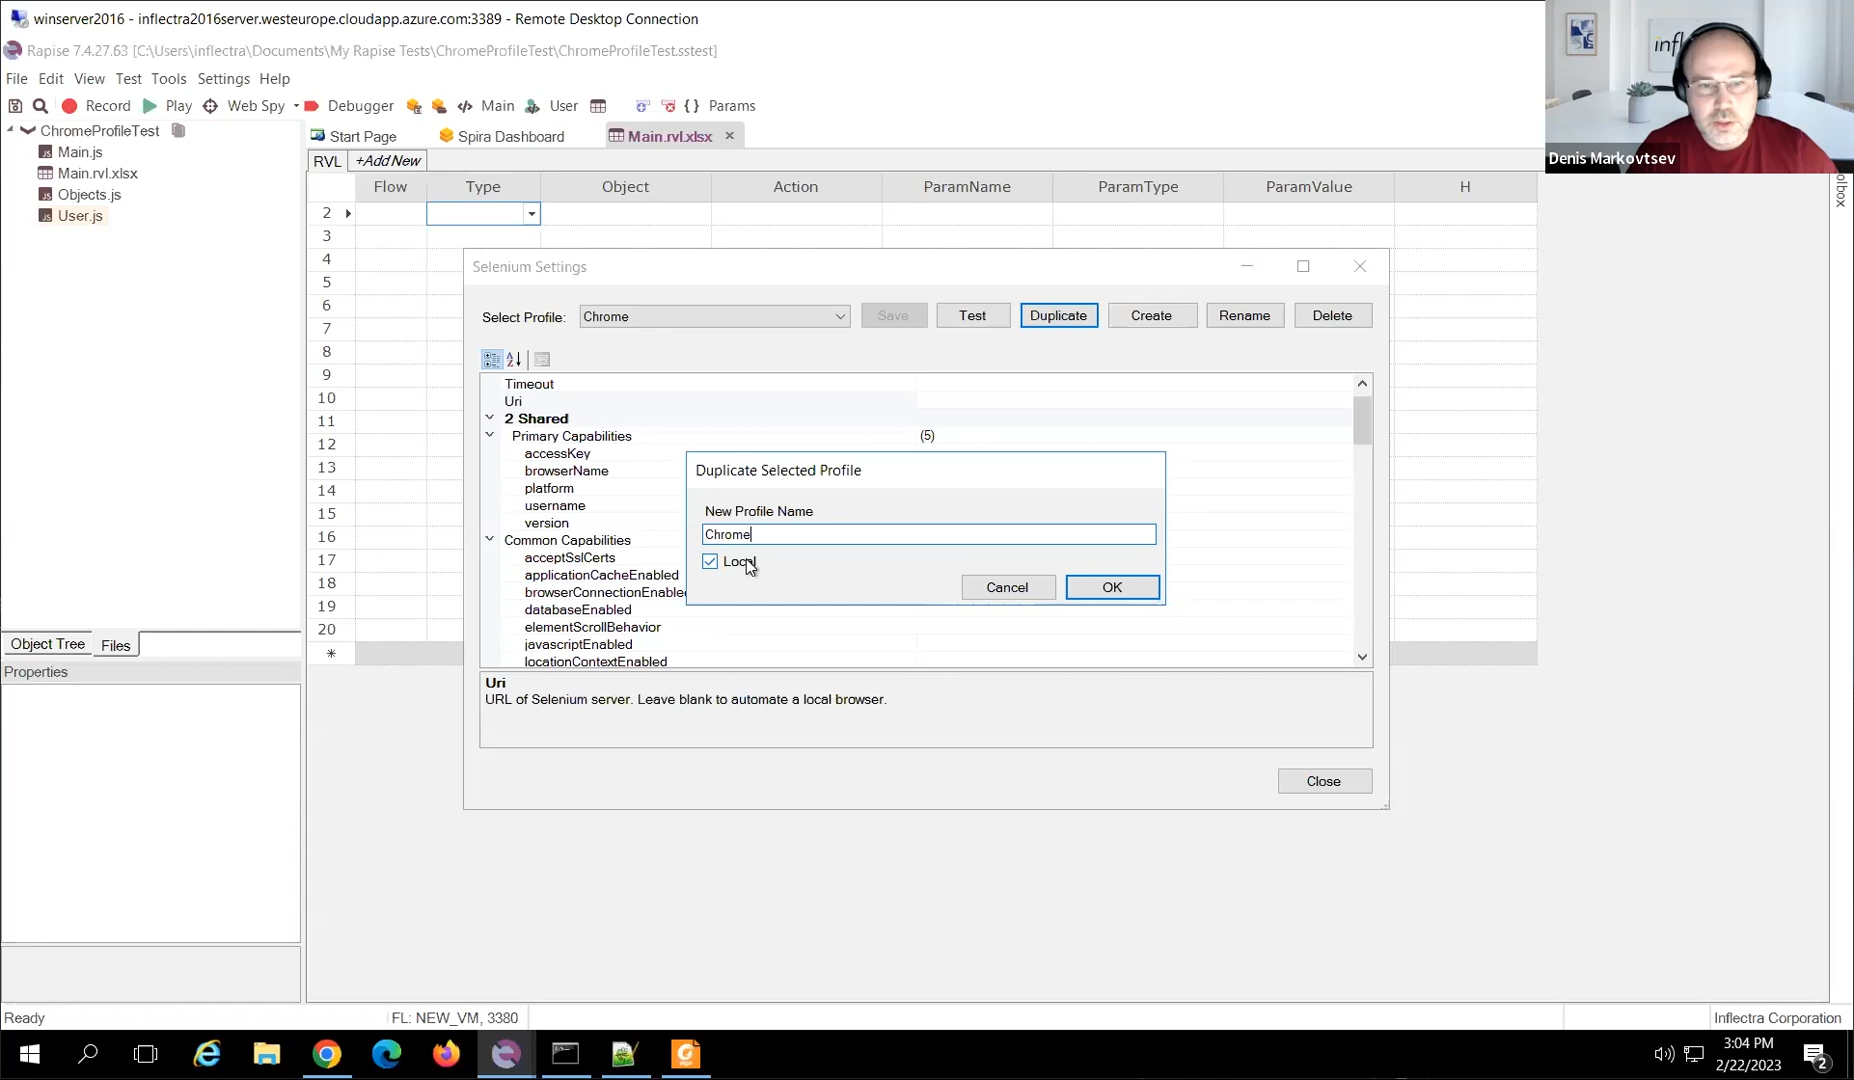 winserver2016 - inflectra2016server.westeurope.cloudapp.azure.com:3389 - Remote Desktop Connection
Rapise 7.4.27.63 [C:\Users\inflectra\Documents\My Rapise Tests\ChromeProfileTest\ChromeProfileTest.sstest]
File Edit View Test Tools Settings Help
Record Play Web Spy Debugger Main User Params
Denis Markovtsev
ChromeProfileTest
Main.js
Main.rvl.xlsx
Objects.js
User.js
Start Page Spira Dashboard Main.rvl.xlsx
RVL +Add New
Flow Type Object Action ParamName ParamType ParamValue H
2
3
4
5
6
7
8
9
10
11
12
13
14
15
16
17
18
19
20
*
Selenium Settings
Select Profile: Chrome Save Test Duplicate Create Rename Delete
Timeout
Uri
2 Shared
Primary Capabilities (5)
accessKey
browserName
platform
username
version
Common Capabilities
acceptSslCerts
applicationCacheEnabled
browserConnectionEnabled
databaseEnabled
elementScrollBehavior
javascriptEnabled
locationContextEnabled
Duplicate Selected Profile
New Profile Name
Chrome
Local
Cancel OK
Uri
URL of Selenium server. Leave blank to automate a local browser.
Close
Object Tree Files
Properties
Ready FL: NEW_VM, 3380 Inflectra Corporation
3:04 PM
2/22/2023
2